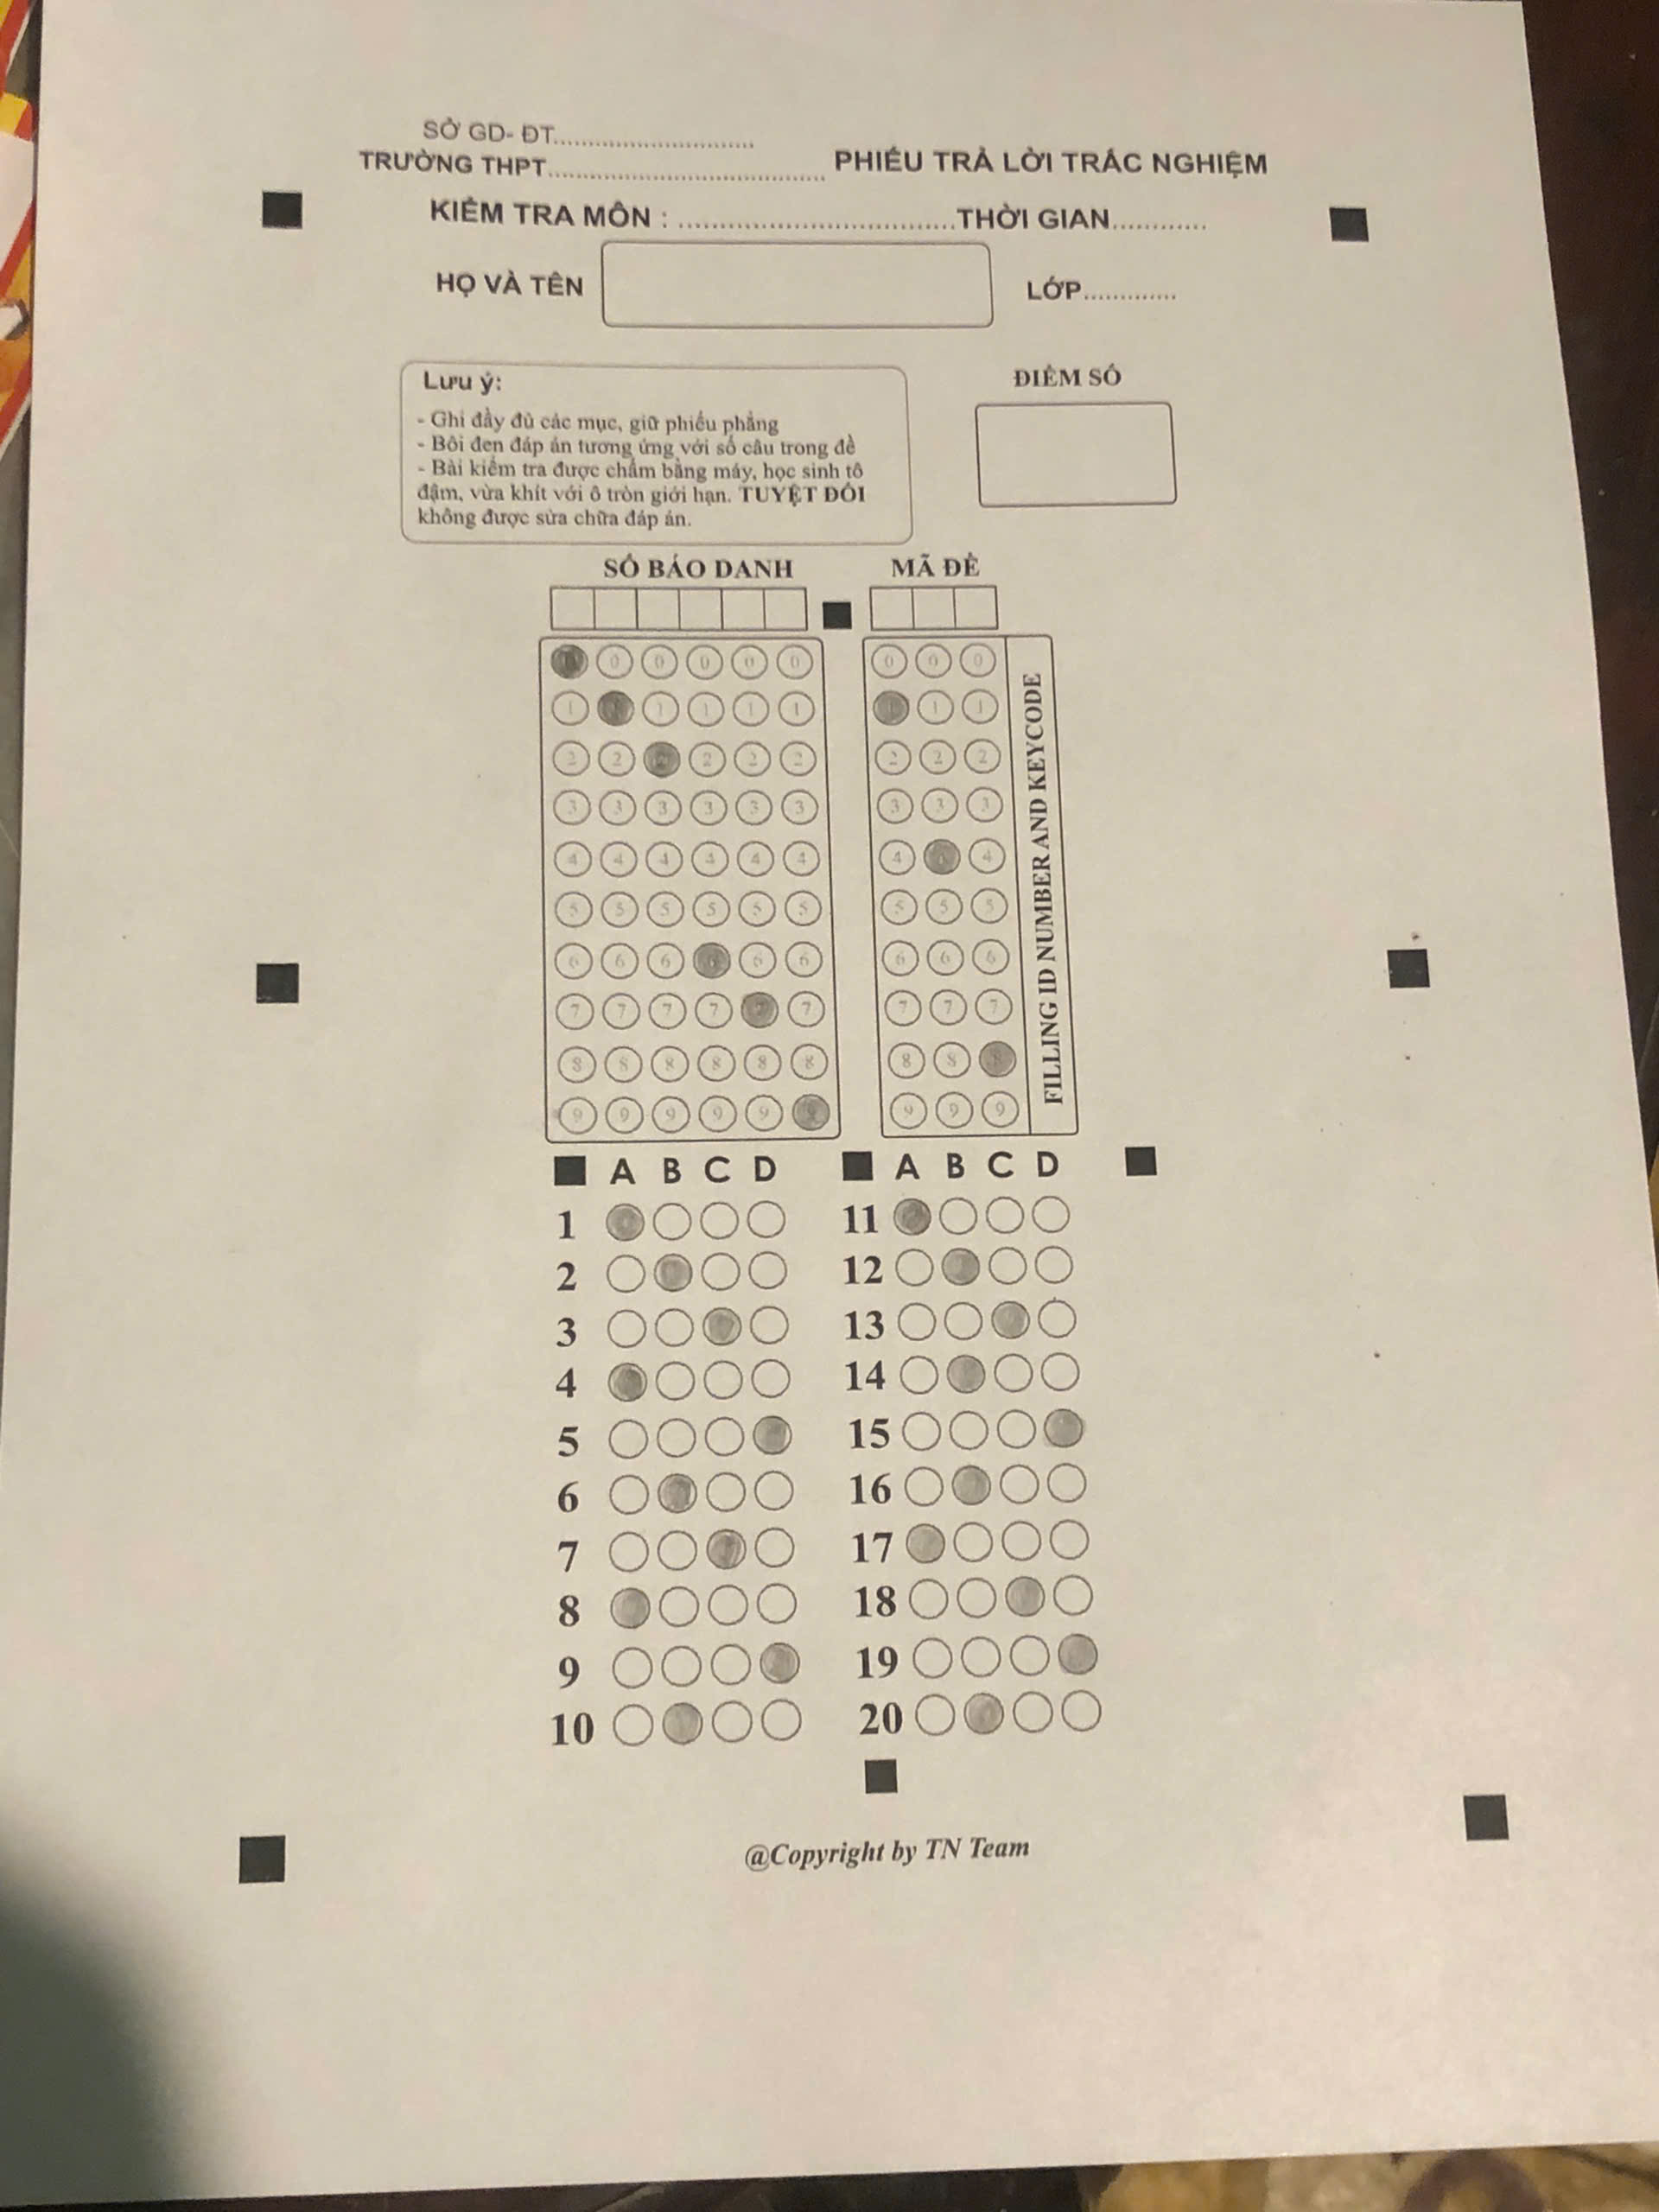 SỞ GD- ĐT..............................
TRƯỜNG THPT........................................ PHIẾU TRẢ LỜI TRẮC NGHIỆM
KIỂM TRA MÔN : ..................................THỜI GIAN............
HỌ VÀ TÊN
LỚP.............
Lưu ý:
- Ghi đầy đủ các mục, giữ phiếu phẳng
- Bôi đen đáp án tương ứng với số câu trong đề
- Bài kiểm tra được chấm bằng máy, học sinh tô
đậm, vừa khít với ô tròn giới hạn. TUYỆT ĐỐI
không được sửa chữa đáp án.
ĐIỂM SỐ
SỐ BÁO DANH
MÃ ĐỀ
0 0 0 0 0 0 0 0
1 1 1 1 1 1 1
2 2 2 2 2 2 2 2
3 3 3 3 3 3 3 3 3
4 4 4 4 4 4 4 4
5 5 5 5 5 5 5 5 5
6 6 6 6 6 6 6 6
7 7 7 7 7 7 7 7 7
8 8 8 8 8 8 8 8
9 9 9 9 9 9 9 9
FILLING ID NUMBER AND KEYCODE
A B C D A B C D
1 11
2 12
3 13
4 14
5 15
6 16
7 17
8 18
9 19
10 20
@Copyright by TN Team